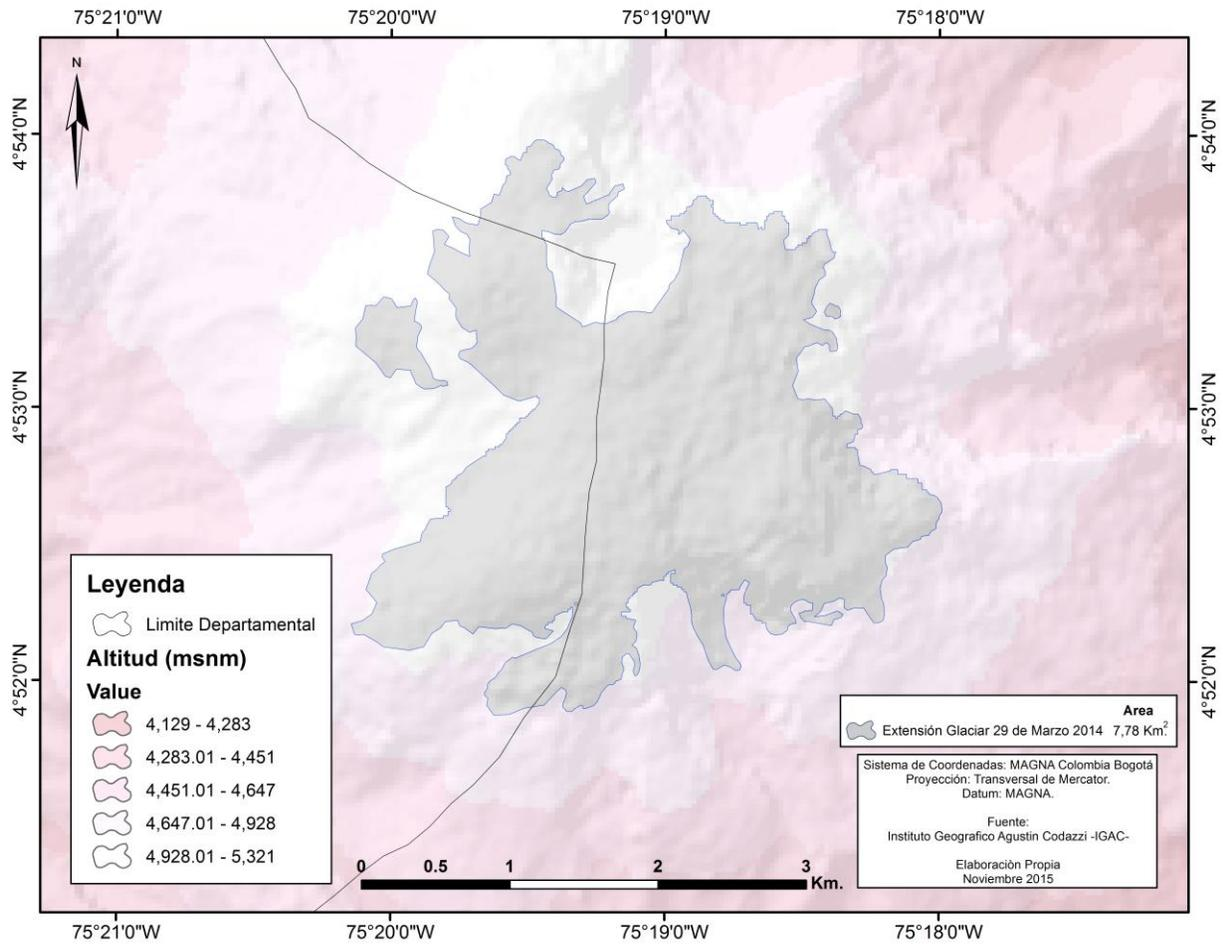 75°21'0"W 75°20'0"W 75°19'0"W 75°18'0"W
N
4°54'0"N 4°54'0"N
4°53'0"N 4°53'0"N
4°52'0"N 4°52'0"N
Leyenda
Limite Departamental
Altitud (msnm)
Value
4,129 - 4,283
4,283.01 - 4,451
4,451.01 - 4,647
4,647.01 - 4,928
4,928.01 - 5,321
0 0.5 1 2 3
Km.
Area
Extensión Glaciar 29 de Marzo 2014 7,78 Km.²
Sistema de Coordenadas: MAGNA Colombia Bogotá
Proyección: Transversal de Mercator.
Datum: MAGNA.
Fuente:
Instituto Geografico Agustin Codazzi -IGAC-
Elaboraciòn Propia
Noviembre 2015
75°21'0"W 75°20'0"W 75°19'0"W 75°18'0"W